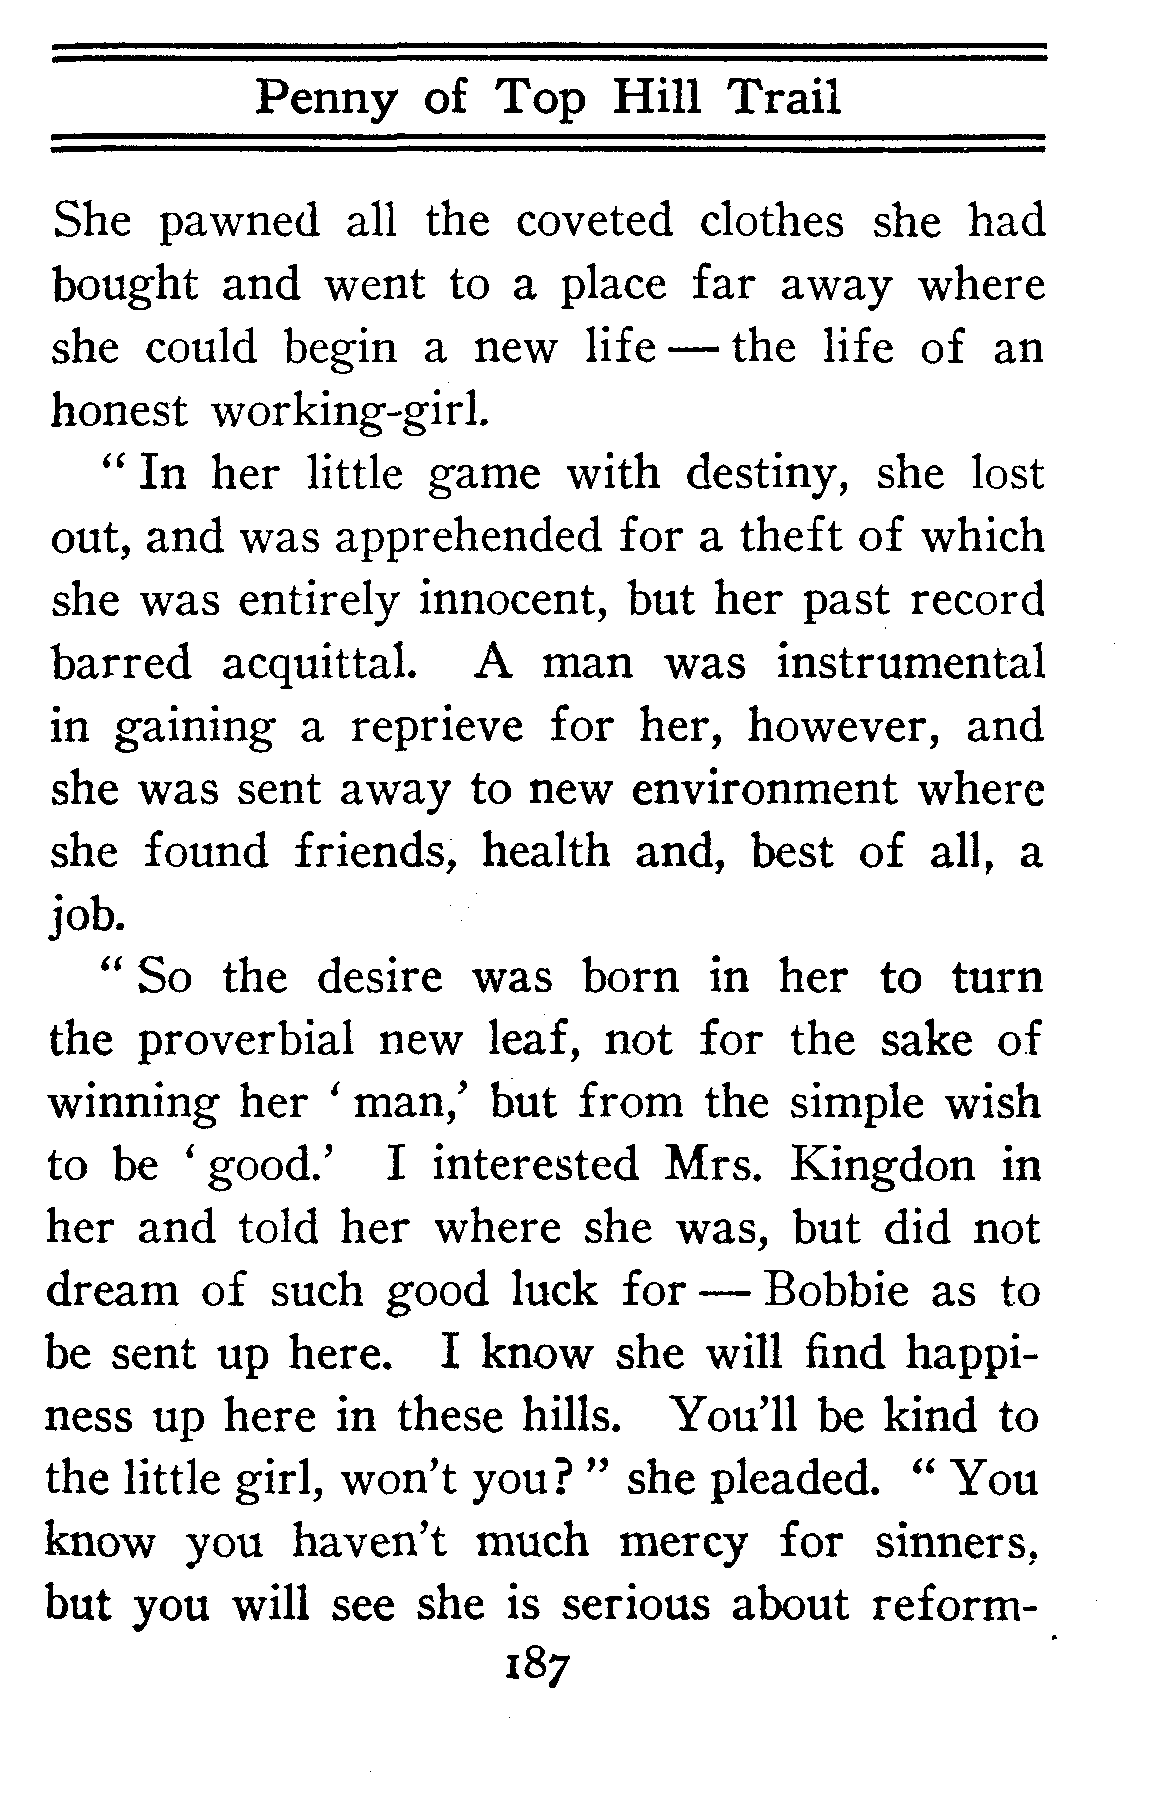 Penny of Top Hill Trail
She pawned all the coveted clothes she had
bought and went to a place far away where
she could begin a new life — the life of an
honest working-girl.
“ In her little game with destiny, she lost
out, and was apprehended for a theft of which
she was entirely innocent, but her past record
barred acquittal. A man was instrumental
in gaining a reprieve for her, however, and
she was sent away to new environment where
she found friends, health and, best of all, a
job.
“ So the desire was born in her to turn
the proverbial new leaf, not for the sake of
winning her ‘ man,’ but from the simple wish
to be ‘ good.’ I interested Mrs. Kingdon in
her and told her where she was, but did not
dream of such good luck for — Bobbie as to
be sent up here. I know she will find happi-
ness up here in these hills. You’ll be kind to
the little girl, won’t you? ” she pleaded. “ You
know you haven’t much mercy for sinners,
but you will see she is serious about reform-
187